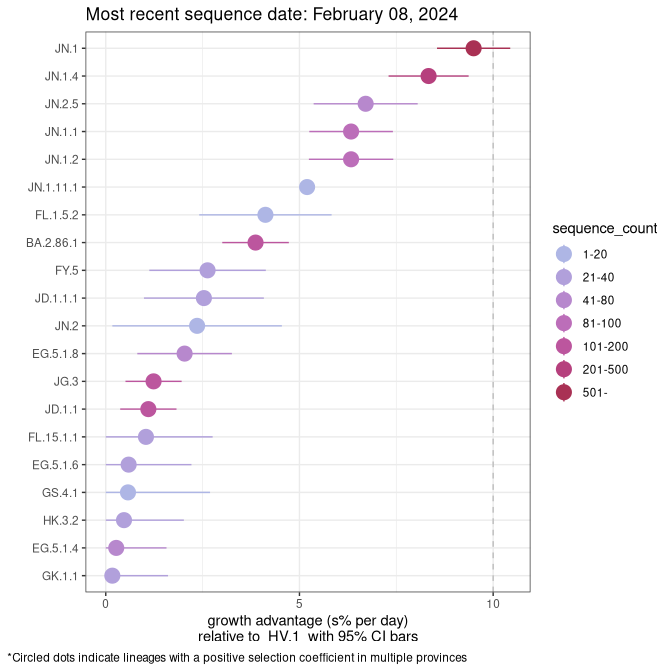 Most recent sequence date: February 08, 2024
JN.1
JN.1.4
JN.2.5
JN.1.1
JN.1.2
JN.1.11.1
FL.1.5.2
BA.2.86.1
FY.5
JD.1.1.1
JN.2
EG.5.1.8
JG.3
JD.1.1
FL.15.1.1
EG.5.1.6
GS.4.1
HK.3.2
EG.5.1.4
GK.1.1
0 5 10
growth advantage (s% per day)
relative to HV.1 with 95% CI bars
sequence_count
1-20
21-40
41-80
81-100
101-200
201-500
501-
*Circled dots indicate lineages with a positive selection coefficient in multiple provinces